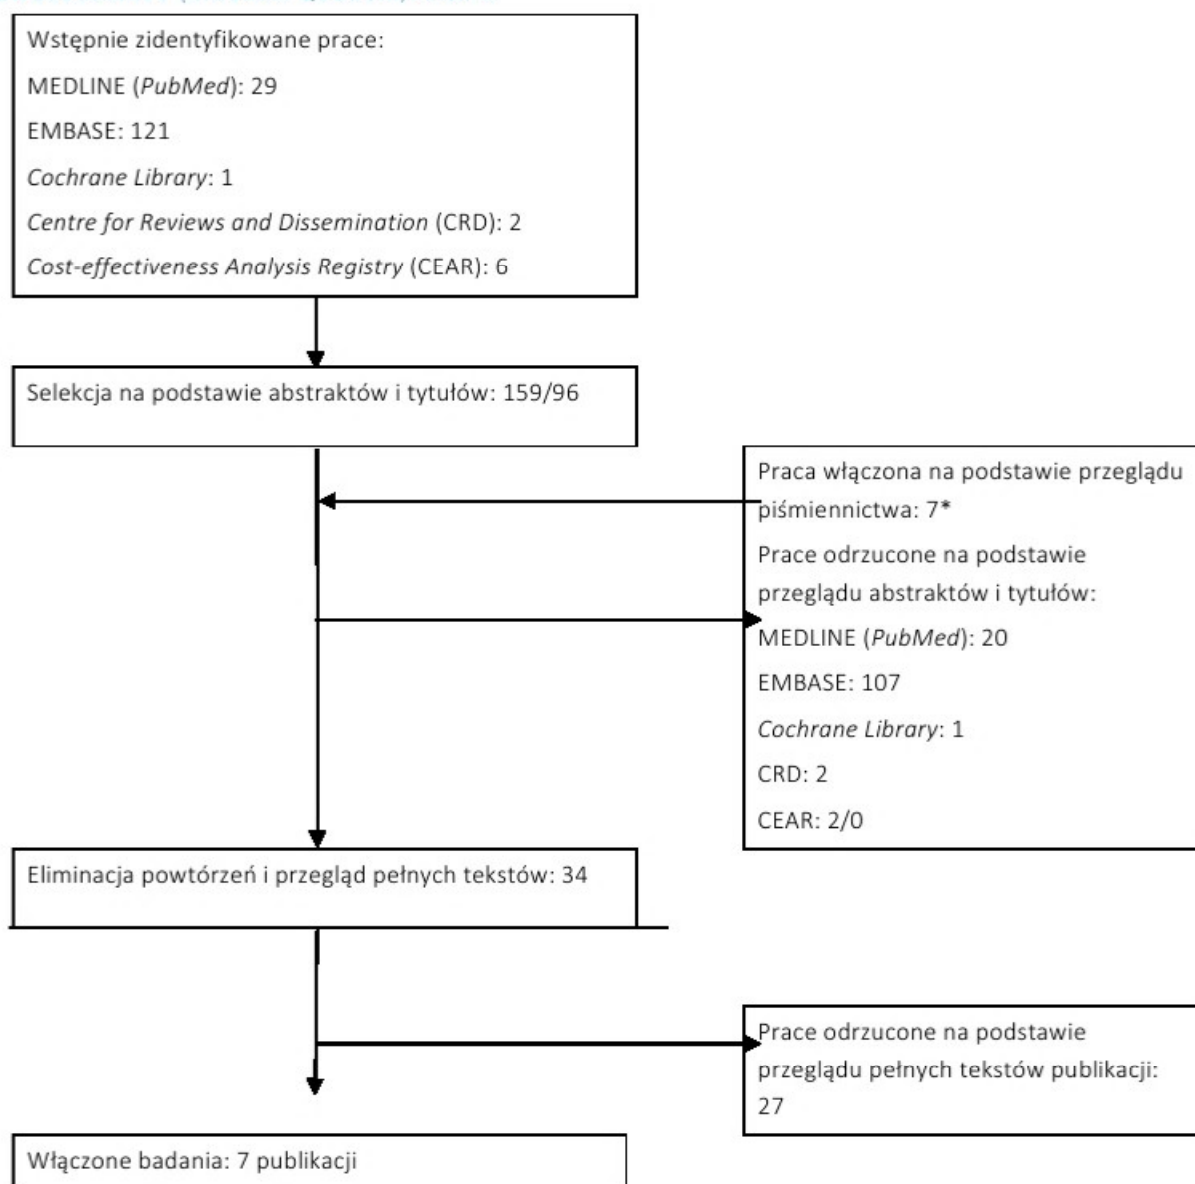 Wstępnie zidentyfikowane prace:
MEDLINE (PubMed): 29
EMBASE: 121
Cochrane Library: 1
Centre for Reviews and Dissemination (CRD): 2
Cost-effectiveness Analysis Registry (CEAR): 6
Selekcja na podstawie abstraktów i tytułów: 159/96
Praca włączona na podstawie przeglądu
piśmiennictwa: 7*
Prace odrzucone na podstawie
przeglądu abstraktów i tytułów:
MEDLINE (PubMed): 20
EMBASE: 107
Cochrane Library: 1
CRD: 2
CEAR: 2/0
Eliminacja powtórzeń i przegląd pełnych tekstów: 34
Prace odrzucone na podstawie
przeglądu pełnych tekstów publikacji:
27
Włączone badania: 7 publikacji